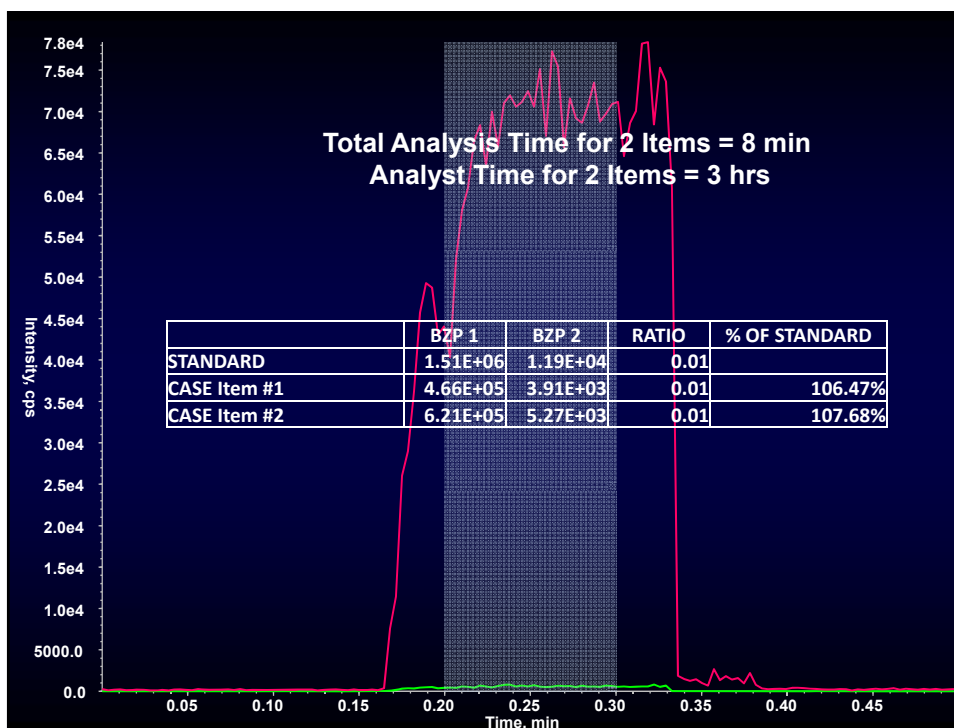 7.8e4
7.5e4
7.0e4
Total Analysis Time for 2 Items = 8 min
6.5e4
Analyst Time for 2 Items = 3 hrs
6.0e4
5.5e4
5.0e4
Intensity, cps
4.5e4
BZP 1 BZP 2 RATIO % OF STANDARD
STANDARD 1.51E+06 1.19E+04 0.01
4.0e4
CASE Item #1 4.66E+05 3.91E+03 0.01 106.47%
CASE Item #2 6.21E+05 5.27E+03 0.01 107.68%
3.5e4
3.0e4
2.5e4
2.0e4
1.5e4
1.0e4
5000.0
0.0
0.05 0.10 0.15 0.20 0.25 0.30 0.35 0.40 0.45
Time, min